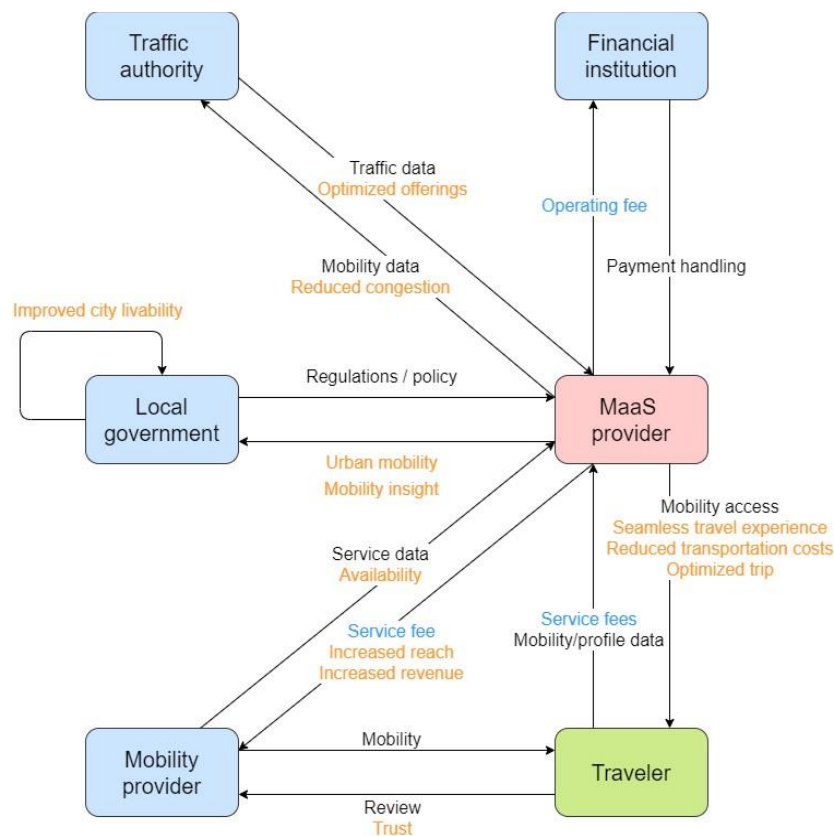 Traffic
authority
Financial
institution
Traffic data
Optimized offerings
Operating fee
Mobility data
Reduced congestion
Payment handling
Improved city livability
Regulations / policy
Local
government
MaaS
provider
Urban mobility
Mobility insight
Mobility access
Seamless travel experience
Reduced transportation costs
Optimized trip
Service data
Availability
Service fee
Increased reach
Increased revenue
Service fees
Mobility/profile data
Mobility
provider
Mobility
Traveler
Review
Trust